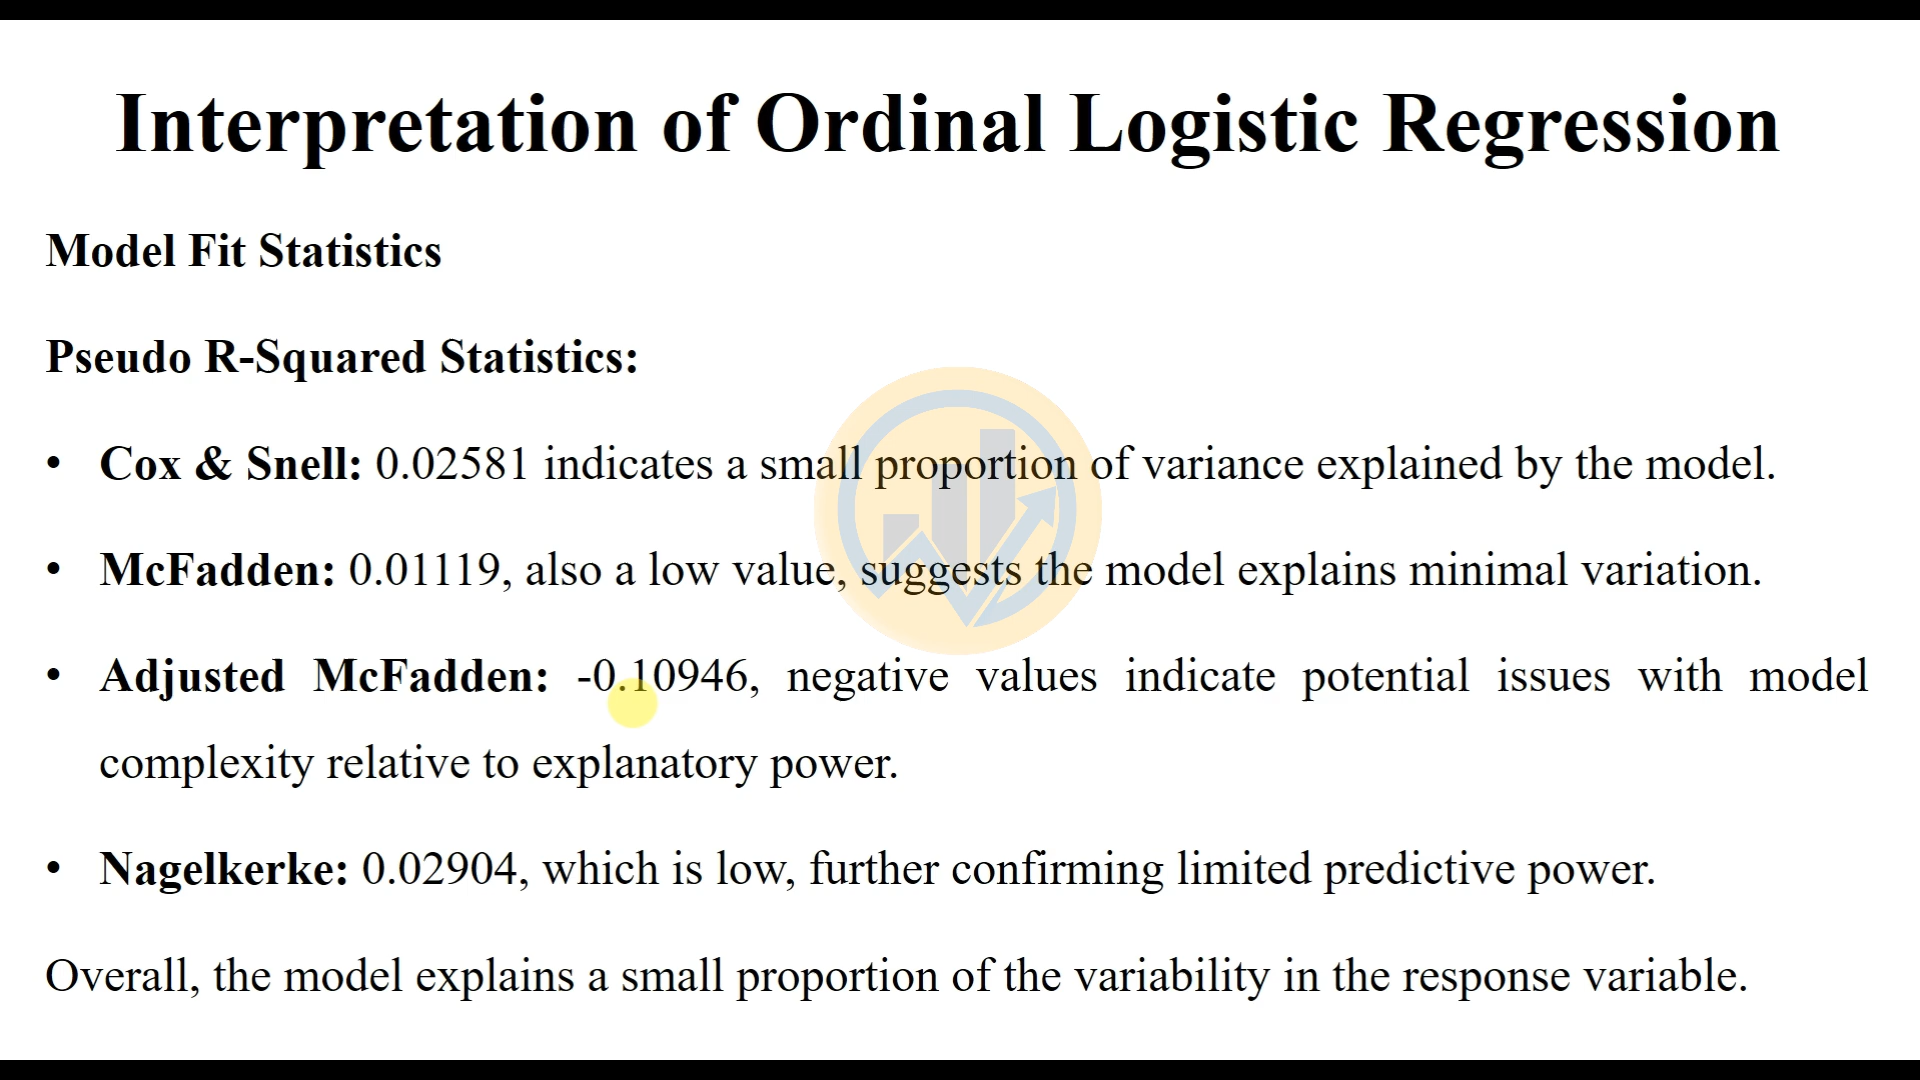 Interpretation of Ordinal Logistic Regression
Model Fit Statistics
Pseudo R-Squared Statistics:
• Cox & Snell: 0.02581 indicates a small proportion of variance explained by the model.
• McFadden: 0.01119, also a low value, suggests the model explains minimal variation.
• Adjusted McFadden: -0.10946, negative values indicate potential issues with model
complexity relative to explanatory power.
• Nagelkerke: 0.02904, which is low, further confirming limited predictive power.
Overall, the model explains a small proportion of the variability in the response variable.